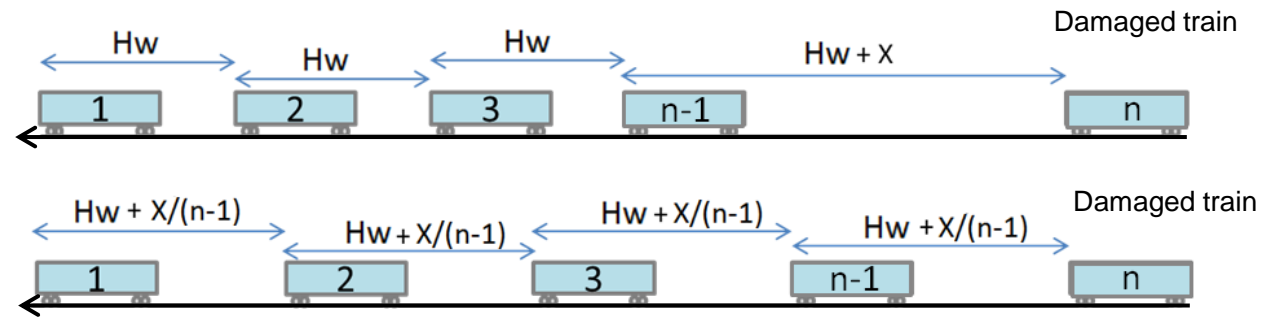 Damaged train
Hw
Hw
Hw
Hw + X
1
2
3
n-1
n
Damaged train
Hw + X/(n-1)
Hw + X/(n-1)
Hw + X/(n-1)
Hw + X/(n-1)
1
2
3
n-1
n